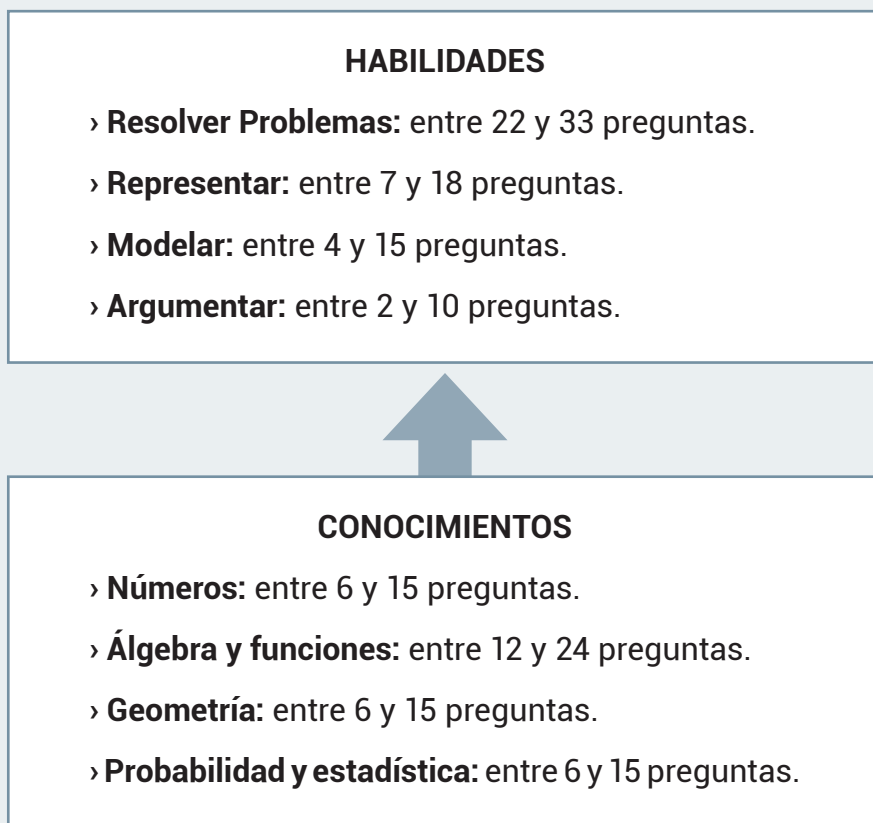 HABILIDADES
› Resolver Problemas: entre 22 y 33 preguntas.
› Representar: entre 7 y 18 preguntas.
› Modelar: entre 4 y 15 preguntas.
› Argumentar: entre 2 y 10 preguntas.
CONOCIMIENTOS
› Números: entre 6 y 15 preguntas.
› Álgebra y funciones: entre 12 y 24 preguntas.
› Geometría: entre 6 y 15 preguntas.
› Probabilidad y estadística: entre 6 y 15 preguntas.